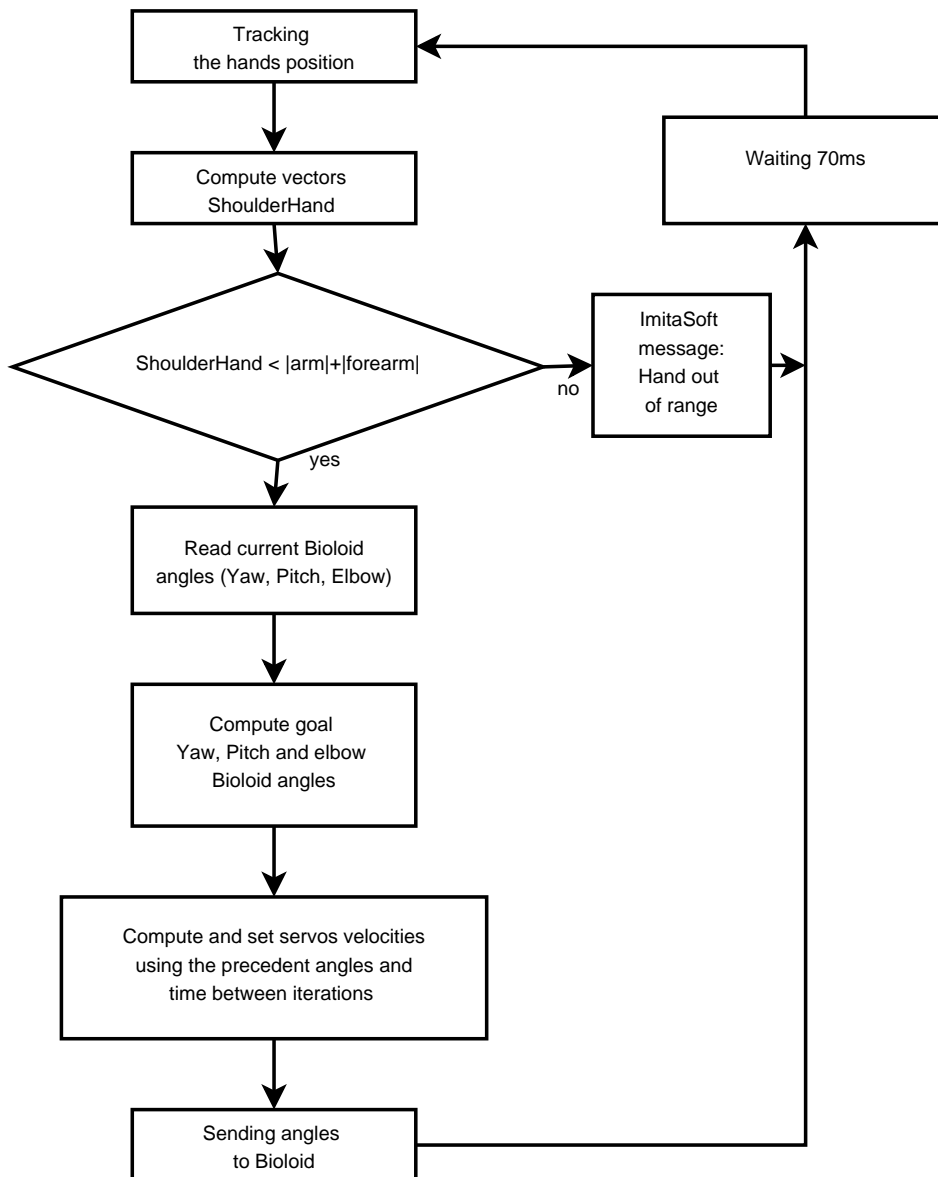 Tracking
the hands position
Waiting 70ms
Compute vectors
ShoulderHand
ShoulderHand < |arm|+|forearm|
no
ImitaSoft
message:
Hand out
of range
yes
Read current Bioloid
angles (Yaw, Pitch, Elbow)
Compute goal
Yaw, Pitch and elbow
Bioloid angles
Compute and set servos velocities
using the precedent angles and
time between iterations
Sending angles
to Bioloid